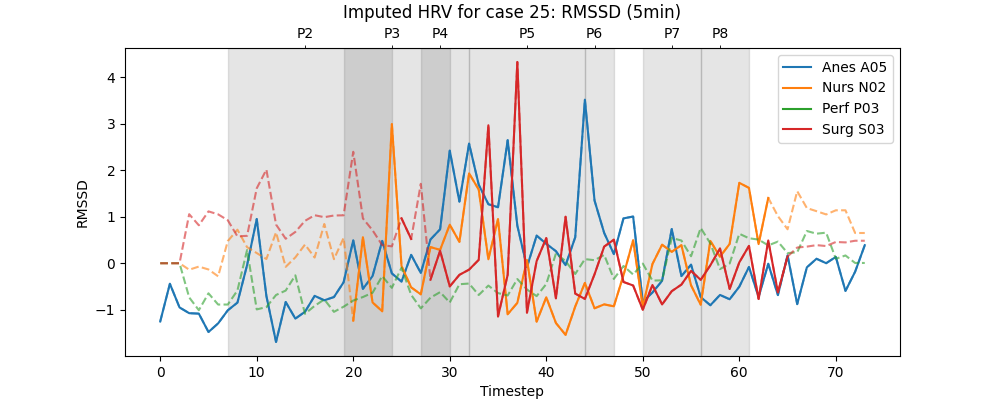 Imputed HRV for case 25: RMSSD (5min)
P2 P3 P4 P5 P6 P7 P8
Anes A05
Nurs N02
Perf P03
Surg S03
RMSSD
4
3
2
1
0
−1
0 10 20 30 40 50 60 70
Timestep